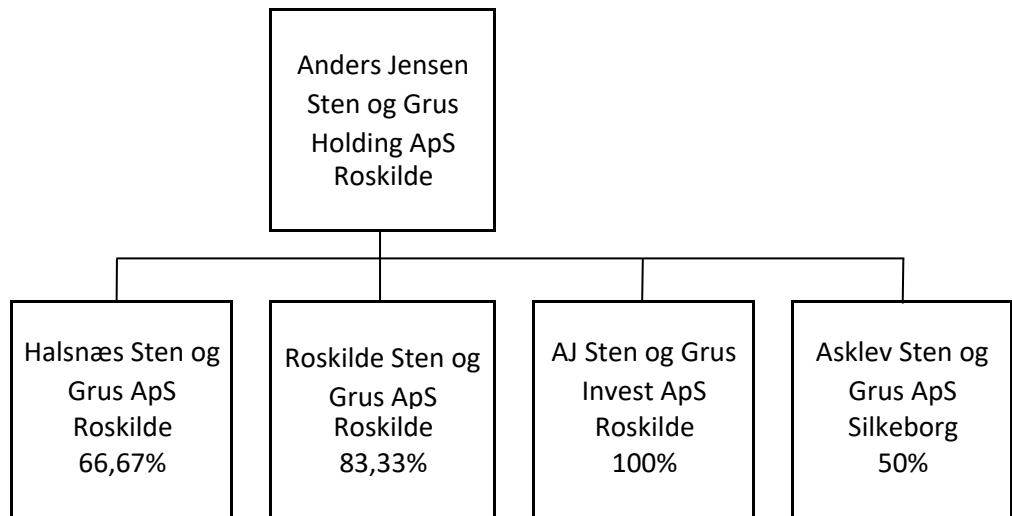 Anders Jensen
Sten og Grus
Holding ApS
Roskilde
Halsnæs Sten og
Grus ApS
Roskilde
66,67%
Roskilde Sten og
Grus ApS
Roskilde
83,33%
AJ Sten og Grus
Invest ApS
Roskilde
100%
Asklev Sten og
Grus ApS
Silkeborg
50%